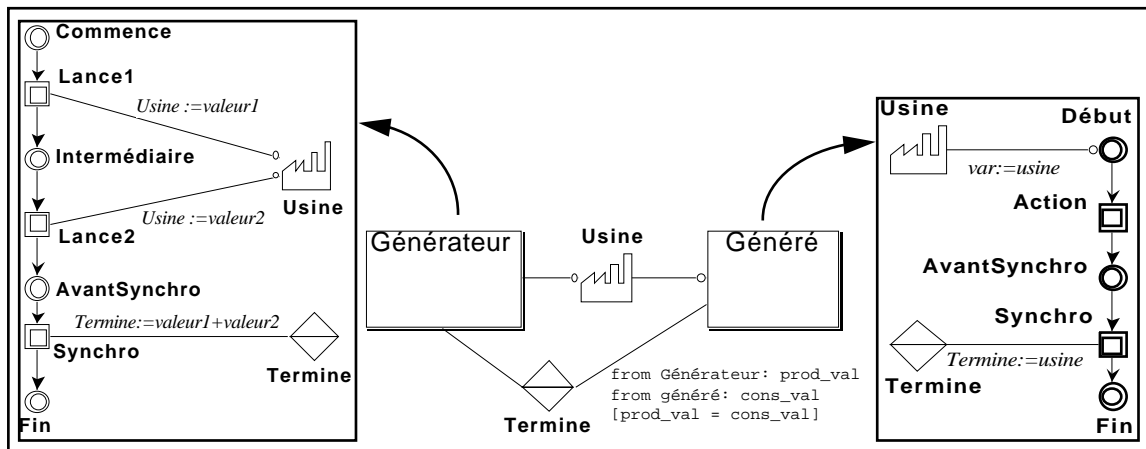 Commence
Lance1
Usine :=valeur1
Intermédiaire
Usine
Usine :=valeur2
Lance2
AvantSynchro
Termine:=valeur1+valeur2
Synchro
Termine
Fin
Générateur
Usine
Généré
Termine
from Générateur: prod_val
from généré: cons_val
[prod_val = cons_val]
Usine
Début
var:=usine
Action
AvantSynchro
Synchro
Termine:=usine
Termine
Fin